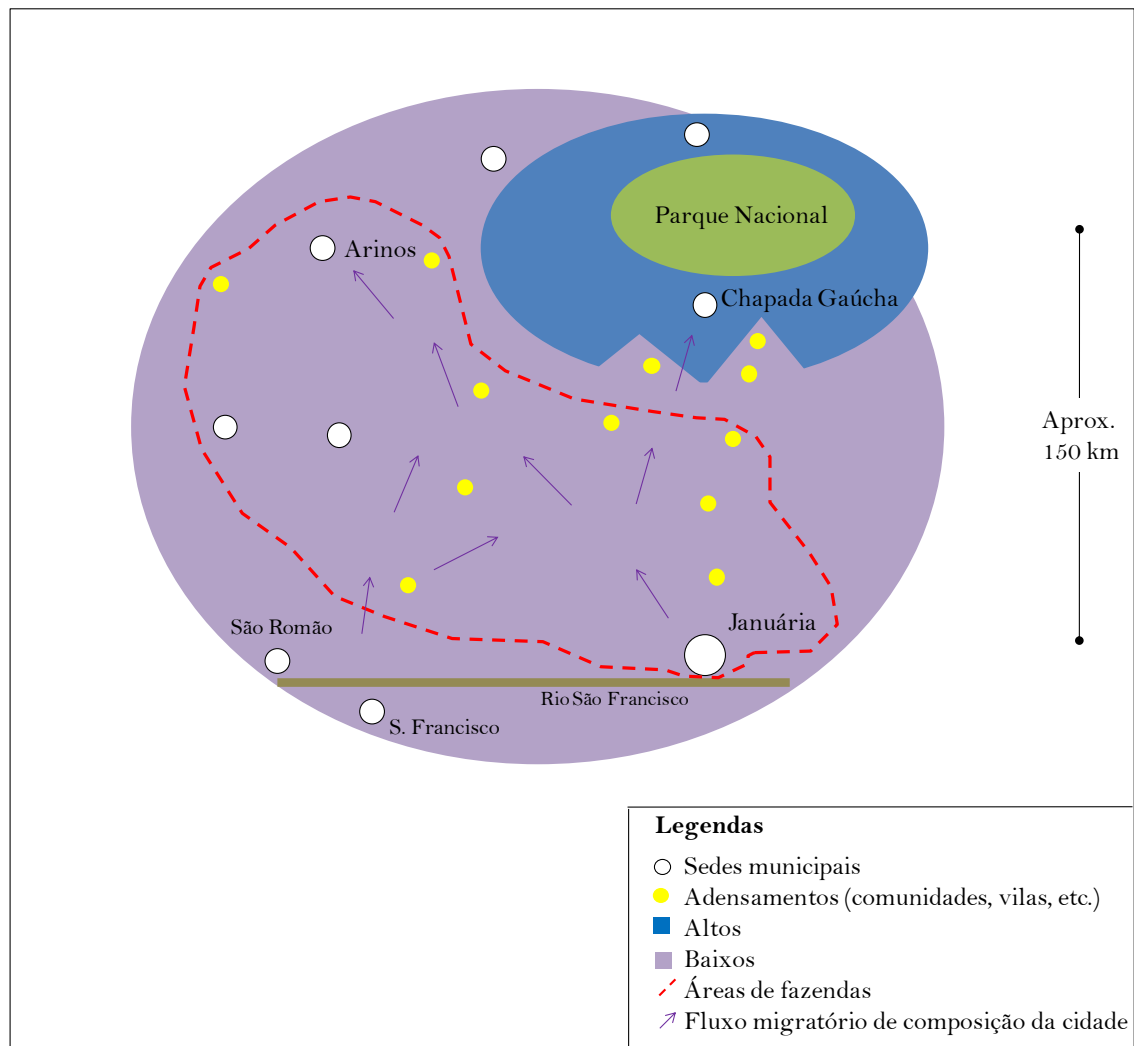 Parque Nacional
Arinos
Chapada Gaúcha
Aprox.
150 km
São Romão
Januária
Rio São Francisco
S. Francisco
Legendas
Sedes municipais
Adensamentos (comunidades, vilas, etc.)
Altos
Baixos
Áreas de fazendas
Fluxo migratório de composição da cidade